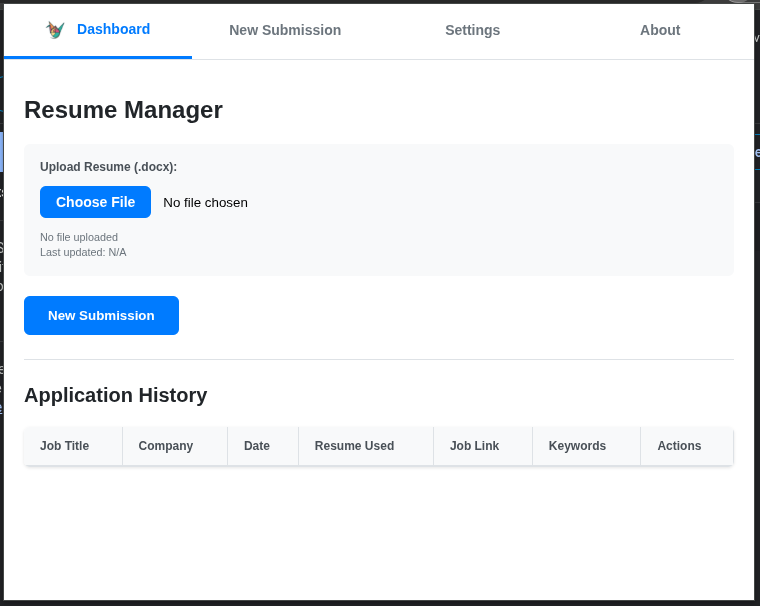 Dashboard New Submission Settings About
Resume Manager
Upload Resume (.docx):
Choose File No file chosen
No file uploaded
Last updated: N/A
New Submission
Application History
Job Title Company Date Resume Used Job Link Keywords Actions